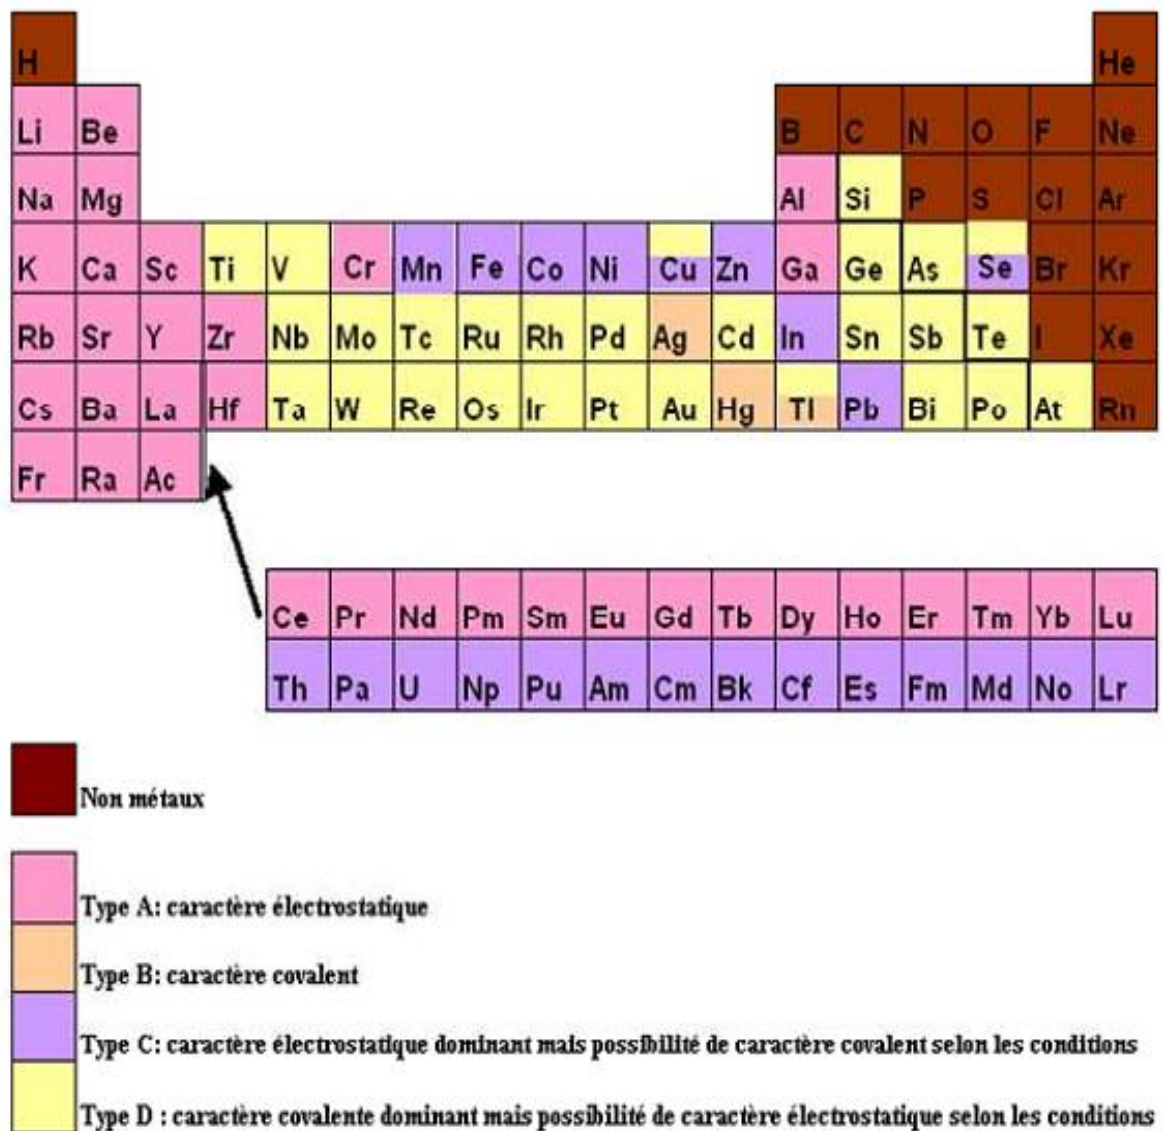 H He
Li Be B C N O F Ne
Na Mg Al Si P S Cl Ar
K Ca Sc Ti V Cr Mn Fe Co Ni Cu Zn Ga Ge As Se Br Kr
Rb Sr Y Zr Nb Mo Tc Ru Rh Pd Ag Cd In Sn Sb Te I Xe
Cs Ba La Hf Ta W Re Os Ir Pt Au Hg Tl Pb Bi Po At Rn
Fr Ra Ac
Ce Pr Nd Pm Sm Eu Gd Tb Dy Ho Er Tm Yb Lu
Th Pa U Np Pu Am Cm Bk Cf Es Fm Md No Lr
Non métaux
Type A: caractère électrostatique
Type B: caractère covalent
Type C: caractère électrostatique dominant mais possibilité de caractère covalent selon les conditions
Type D : caractère covalente dominant mais possibilité de caractère électrostatique selon les conditions